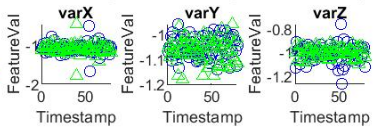 varX
FeatureVal
-1
-2
0
50
Timestamp
varY
FeatureVal
-1
-1.1
-1.2
0
50
Timestamp
varZ
FeatureVal
-0.8
-1
-1.2
0
50
Timestamp